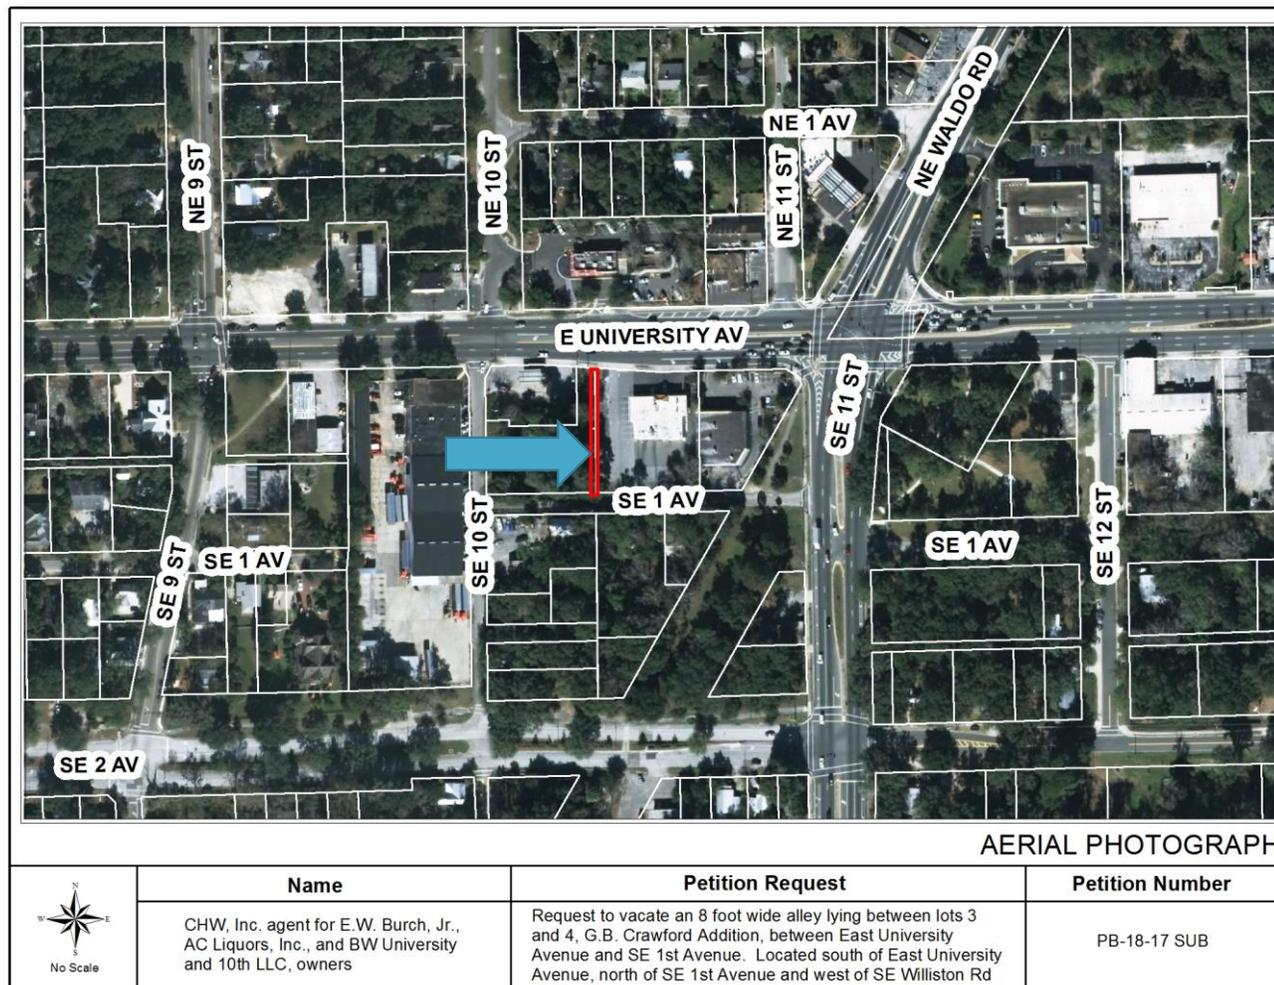 NE 1 AV
NE WALDO RD
NE 9 ST
NE 10 ST
NE 11 ST
E UNIVERSITY AV
SE 11 ST
SE 1 AV
SE 10 ST
SE 12 ST
SE 1 AV
SE 1 AV
SE 9 ST
SE 2 AV
AERIAL PHOTOGRAPH
N
W
E
S
No Scale
Name
CHW, Inc. agent for E.W. Burch, Jr.,
AC Liquors, Inc., and BW University
and 10th LLC, owners
Petition Request
Request to vacate an 8 foot wide alley lying between lots 3
and 4, G.B. Crawford Addition, between East University
Avenue and SE 1st Avenue. Located south of East University
Avenue, north of SE 1st Avenue and west of SE Williston Rd
Petition Number
PB-18-17 SUB